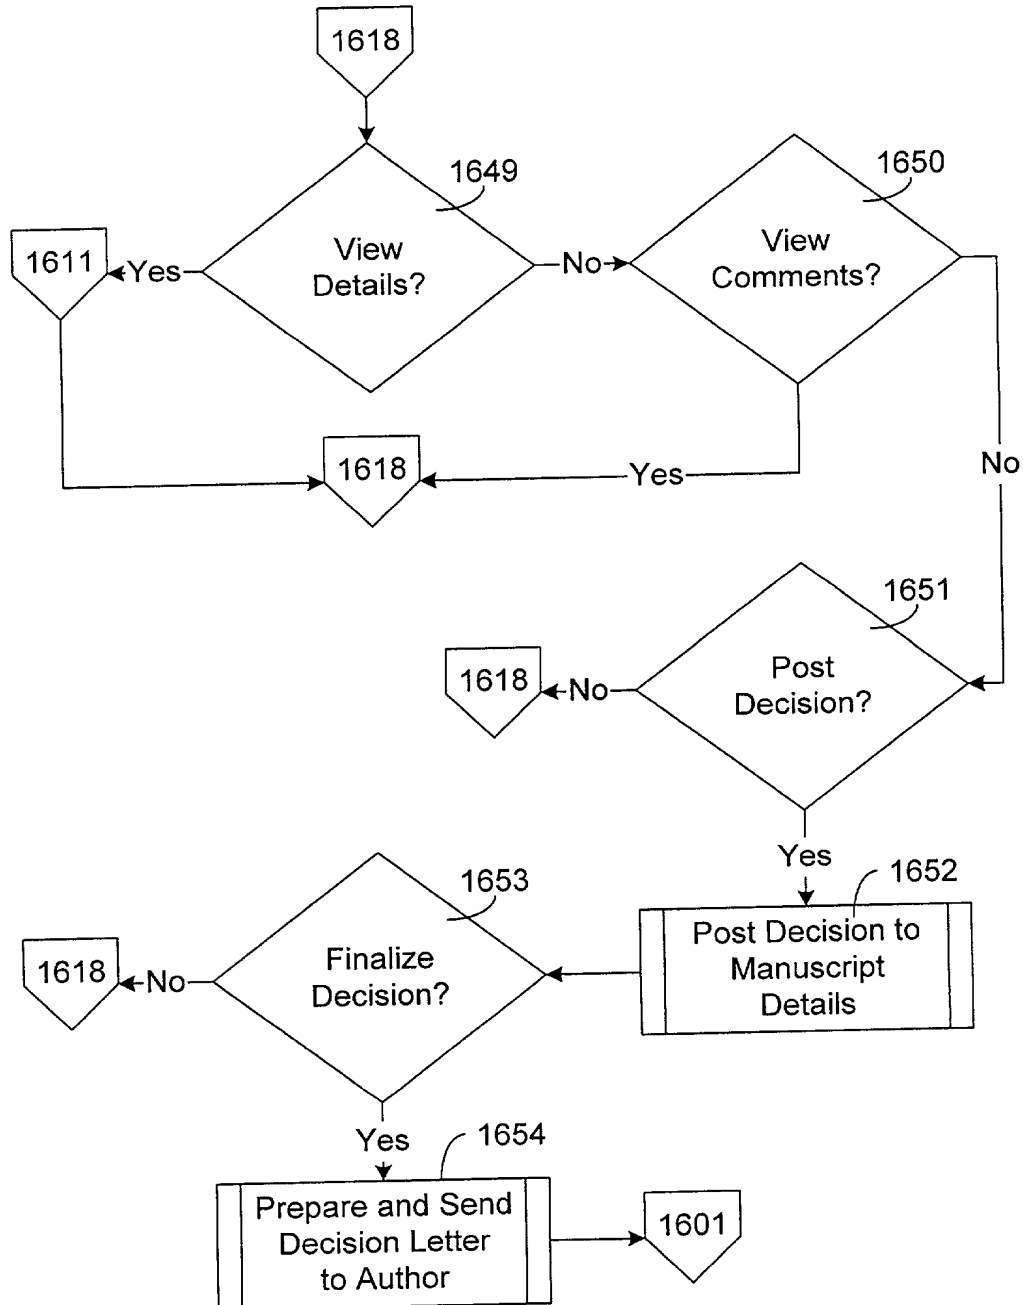 1618
1649
View
Details?
1650
View
Comments?
1611
Yes
No
No
1618
Yes
1651
Post
Decision?
1618
No
Yes
1652
Post Decision to
Manuscript
Details
1653
Finalize
Decision?
1618
No
Yes
1654
Prepare and Send
Decision Letter
to Author
1601